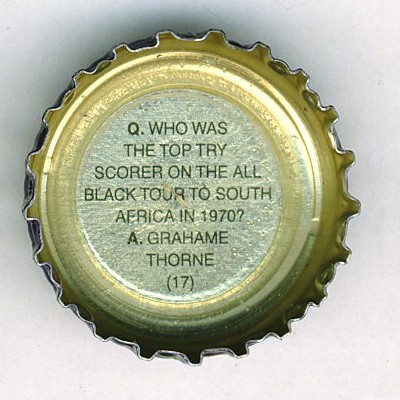 Q. WHO WAS
THE TOP TRY
SCORER ON THE ALL
BLACK TOUR TO SOUTH
AFRICA IN 1970?
A. GRAHAME
THORNE
(17)